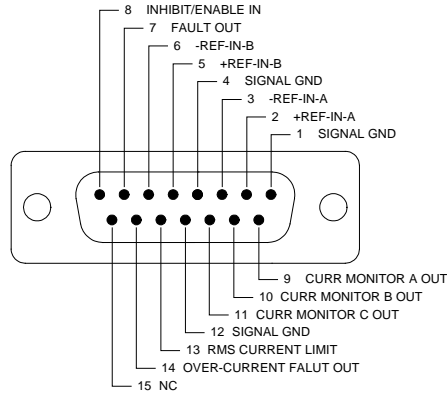 8 INHIBIT/ENABLE IN
7 FAULT OUT
6 -REF-IN-B
5 +REF-IN-B
4 SIGNAL GND
3 -REF-IN-A
2 +REF-IN-A
1 SIGNAL GND
9 CURR MONITOR A OUT
10 CURR MONITOR B OUT
11 CURR MONITOR C OUT
12 SIGNAL GND
13 RMS CURRENT LIMIT
14 OVER-CURRENT FALUT OUT
15 NC